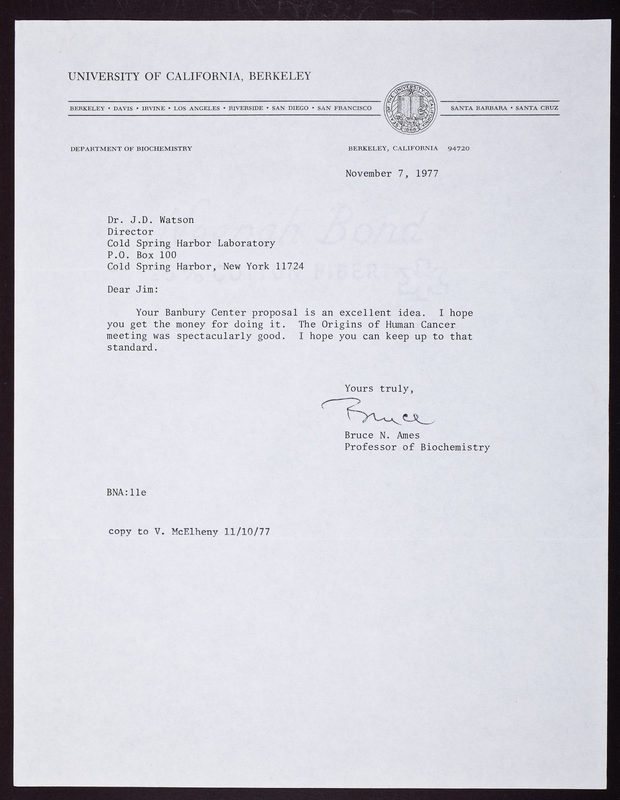 UNIVERSITY OF CALIFORNIA, BERKELEY
BERKELEY • DAVIS • IRVINE • LOS ANGELES • RIVERSIDE • SAN DIEGO • SAN FRANCISCO
SANTA BARBARA • SANTA CRUZ
DEPARTMENT OF BIOCHEMISTRY
BERKELEY, CALIFORNIA 94720
November 7, 1977
Dr. J.D. Watson
Director
Cold Spring Harbor Laboratory
P.O. Box 100
Cold Spring Harbor, New York 11724
Dear Jim:
Your Banbury Center proposal is an excellent idea. I hope
you get the money for doing it. The Origins of Human Cancer
meeting was spectacularly good. I hope you can keep up to that
standard.
Yours truly,
Bruce
Bruce N. Ames
Professor of Biochemistry
BNA:lle
copy to V. McElheny 11/10/77